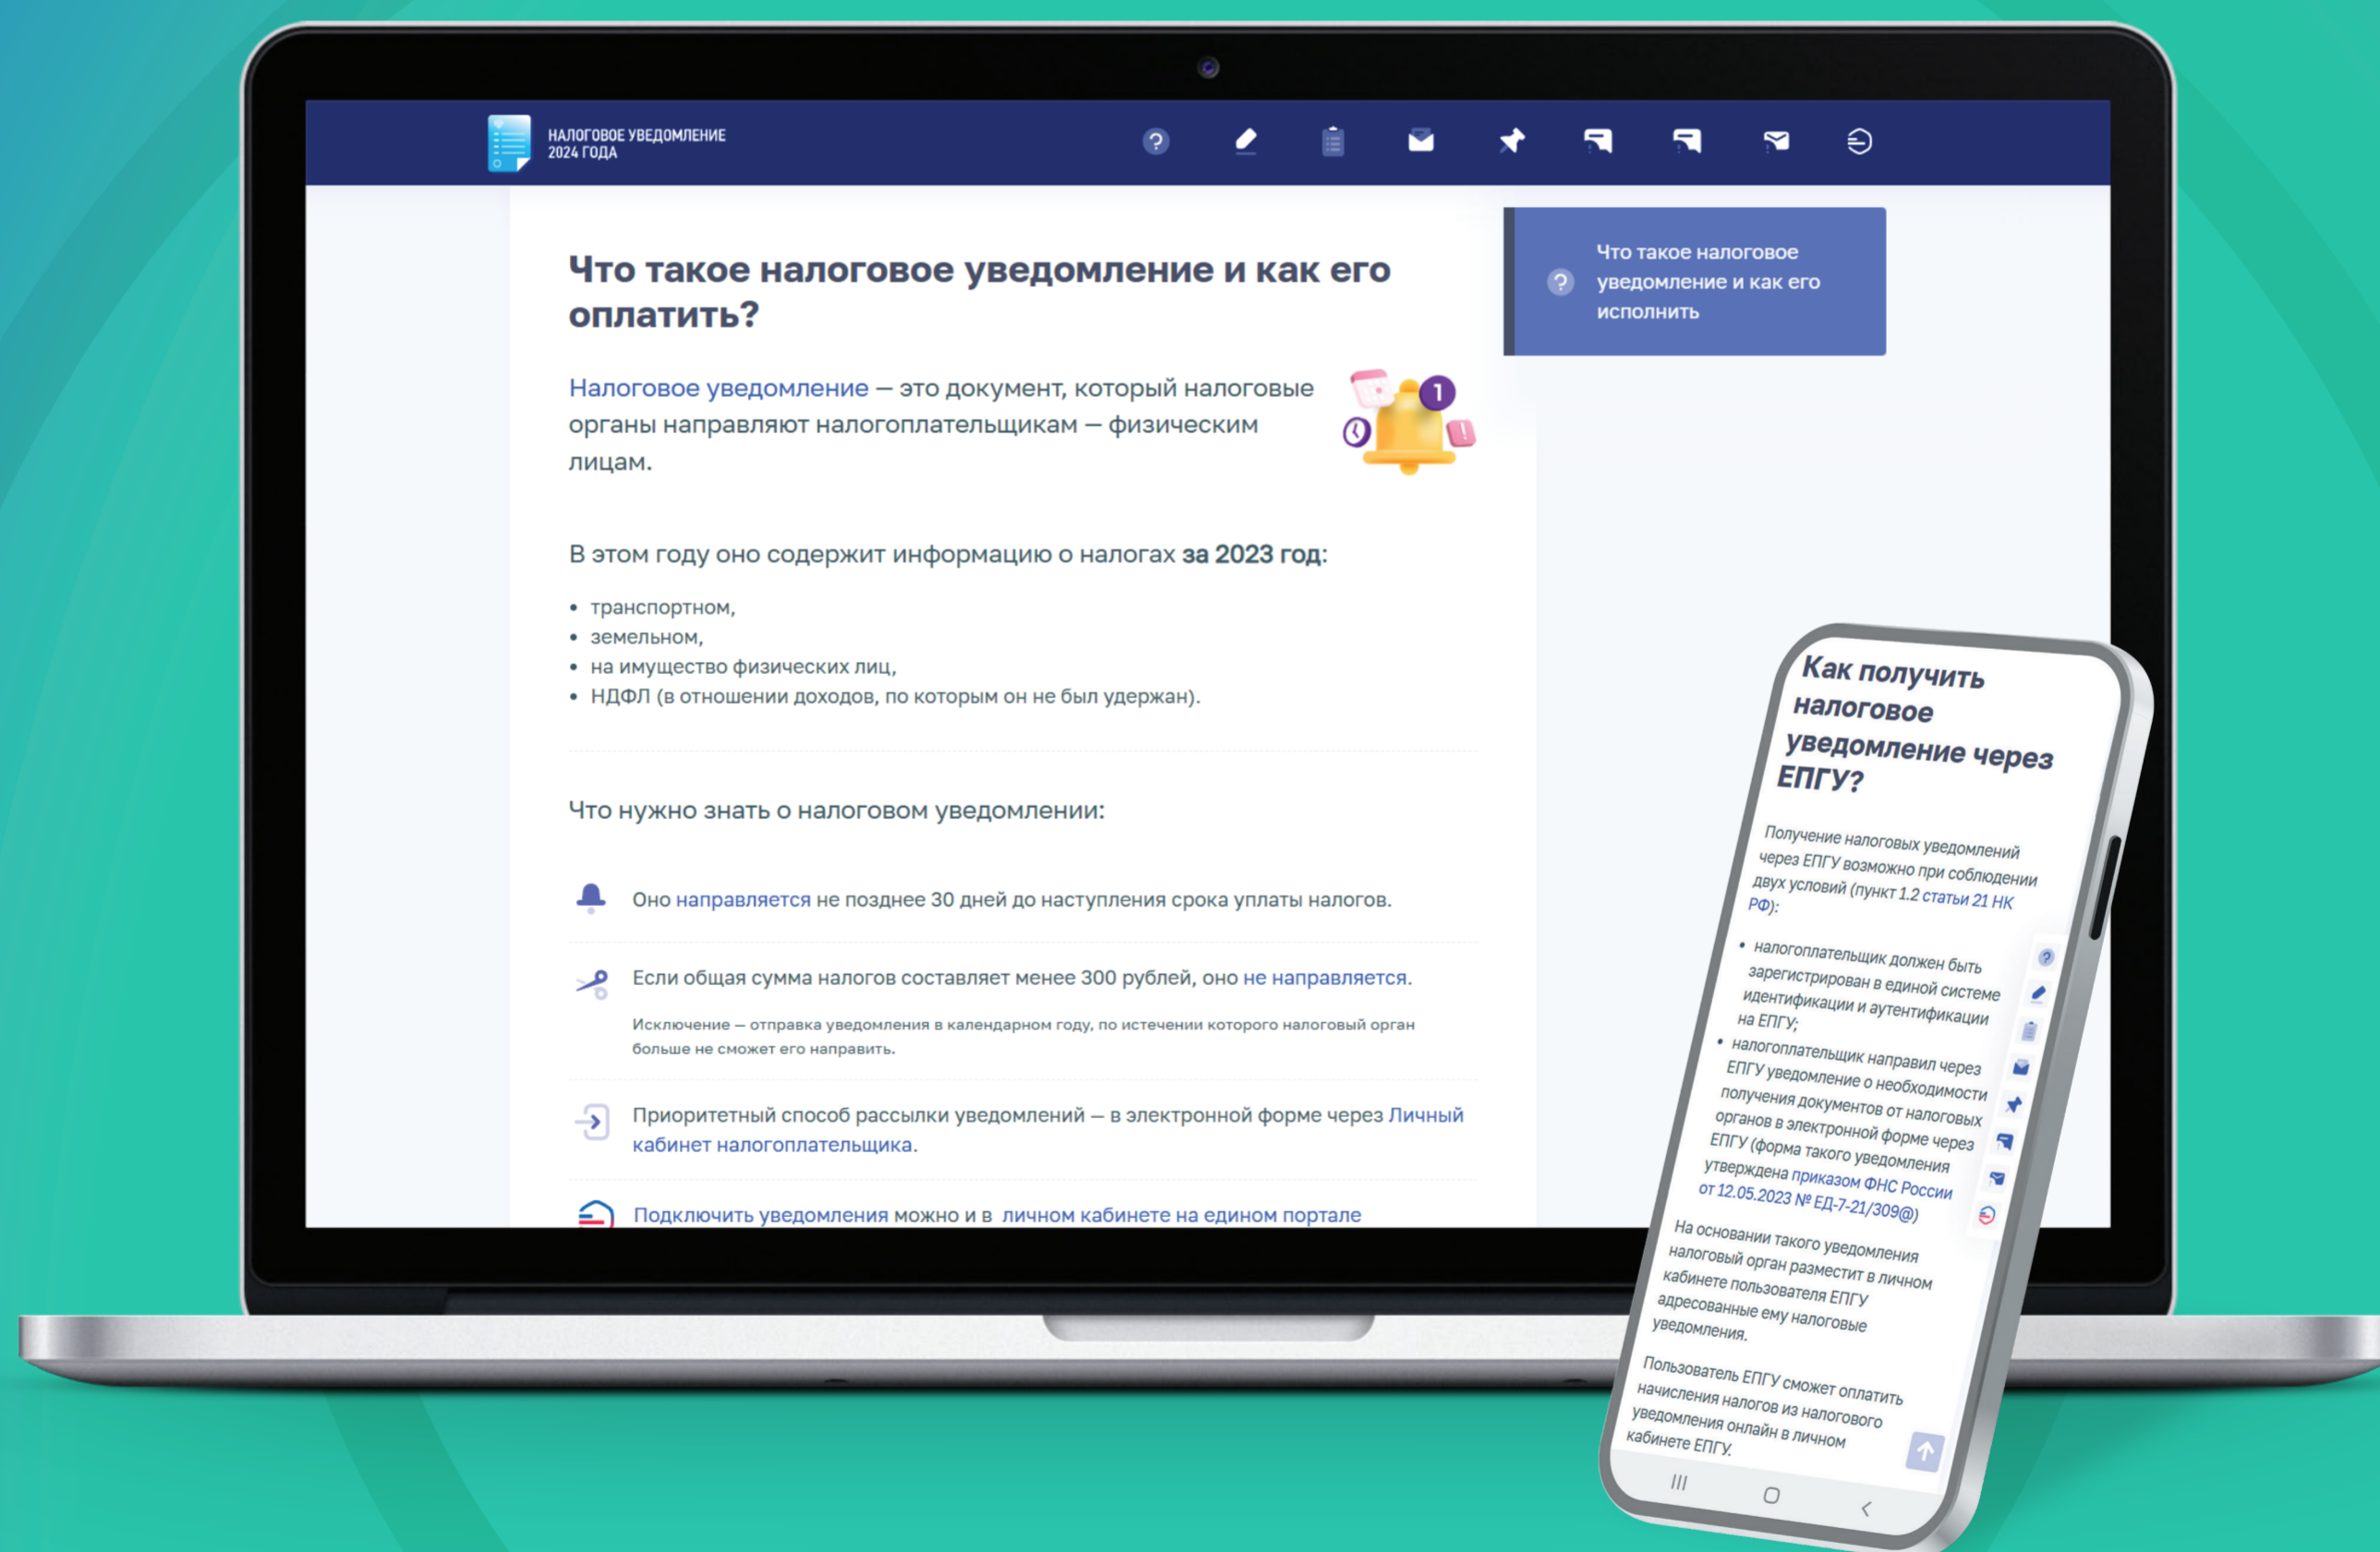 НАЛОГОВОЕ УВЕДОМЛЕНИЕ
2024 ГОДА
Что такое налоговое уведомление и как его
оплатить?
Налоговое уведомление — это документ, который налоговые
органы направляют налогоплательщикам — физическим
лицам.
1
В этом году оно содержит информацию о налогах за 2023 год:
• транспортном,
• земельном,
• на имущество физических лиц,
• НДФЛ (в отношении доходов, по которым он не был удержан).
Что нужно знать о налоговом уведомлении:
Оно направляется не позднее 30 дней до наступления срока уплаты налогов.
Если общая сумма налогов составляет менее 300 рублей, оно не направляется.
Исключение — отправка уведомления в календарном году, по истечении которого налоговый орган
больше не сможет его направить.
Приоритетный способ рассылки уведомлений — в электронной форме через Личный
кабинет налогоплательщика.
Подключить уведомления можно и в личном кабинете на едином портале
Что такое налоговое
уведомление и как его
исполнить
Как получить
налоговое
уведомление через
ЕПГУ?
Получение налоговых уведомлений
через ЕПГУ возможно при соблюдении
двух условий (пункт 1.2 статьи 21 НК
РФ):
• налогоплательщик должен быть
зарегистрирован в единой системе
идентификации и аутентификации
на ЕПГУ;
• налогоплательщик направил через
ЕПГУ уведомление о необходимости
получения документов от налоговых
органов в электронной форме через
ЕПГУ (форма такого уведомления
утверждена приказом ФНС России
от 12.05.2023 № ЕД-7-21/309@)
На основании такого уведомления
налоговый орган разместит в личном
кабинете пользователя ЕПГУ
адресованные ему налоговые
уведомления.
Пользователь ЕПГУ сможет оплатить
начисления налогов из налогового
уведомления онлайн в личном
кабинете ЕПГУ.